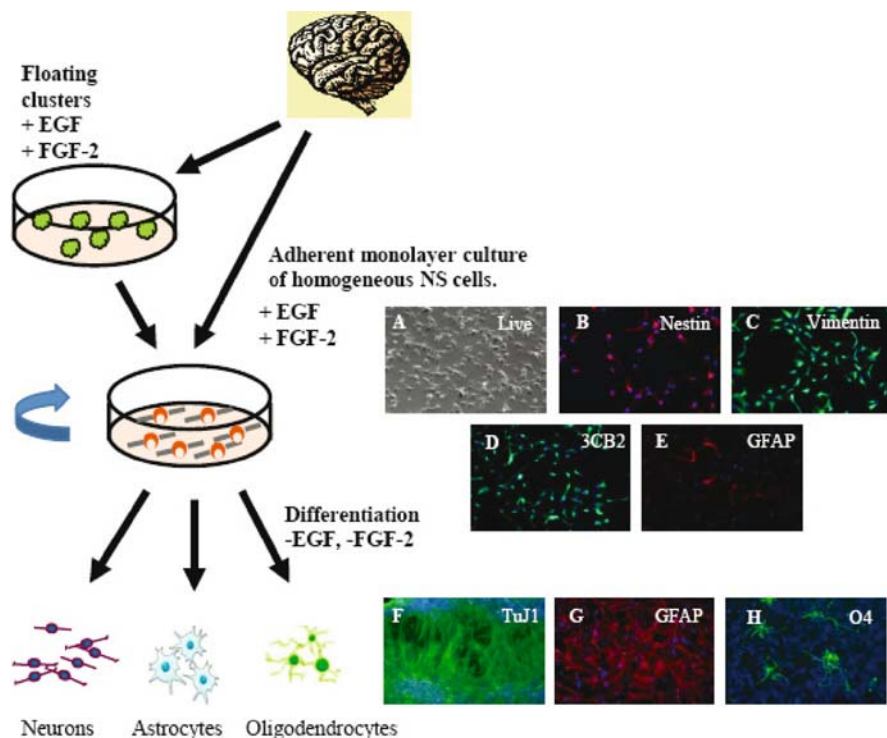 Floating
clusters
+ EGF
+ FGF-2
Adherent monolayer culture
of homogeneous NS cells.
+ EGF
+ FGF-2
A Live
B Nestin
C Vimentin
D 3CB2
E GFAP
Differentiation
-EGF, -FGF-2
F TuJ1
G GFAP
H O4
Neurons Astrocytes Oligodendrocytes